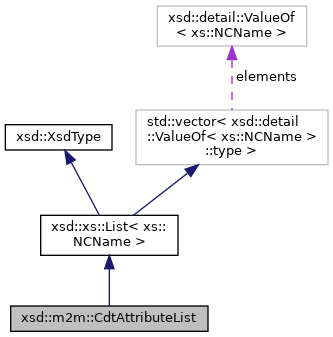 xsd::detail::ValueOf
< xs::NCName >
elements
std::vector< xsd::detail
::ValueOf< xs::NCName >
::type >
xsd::XsdType
xsd::xs::List< xs::
NCName >
xsd::m2m::CdtAttributeList